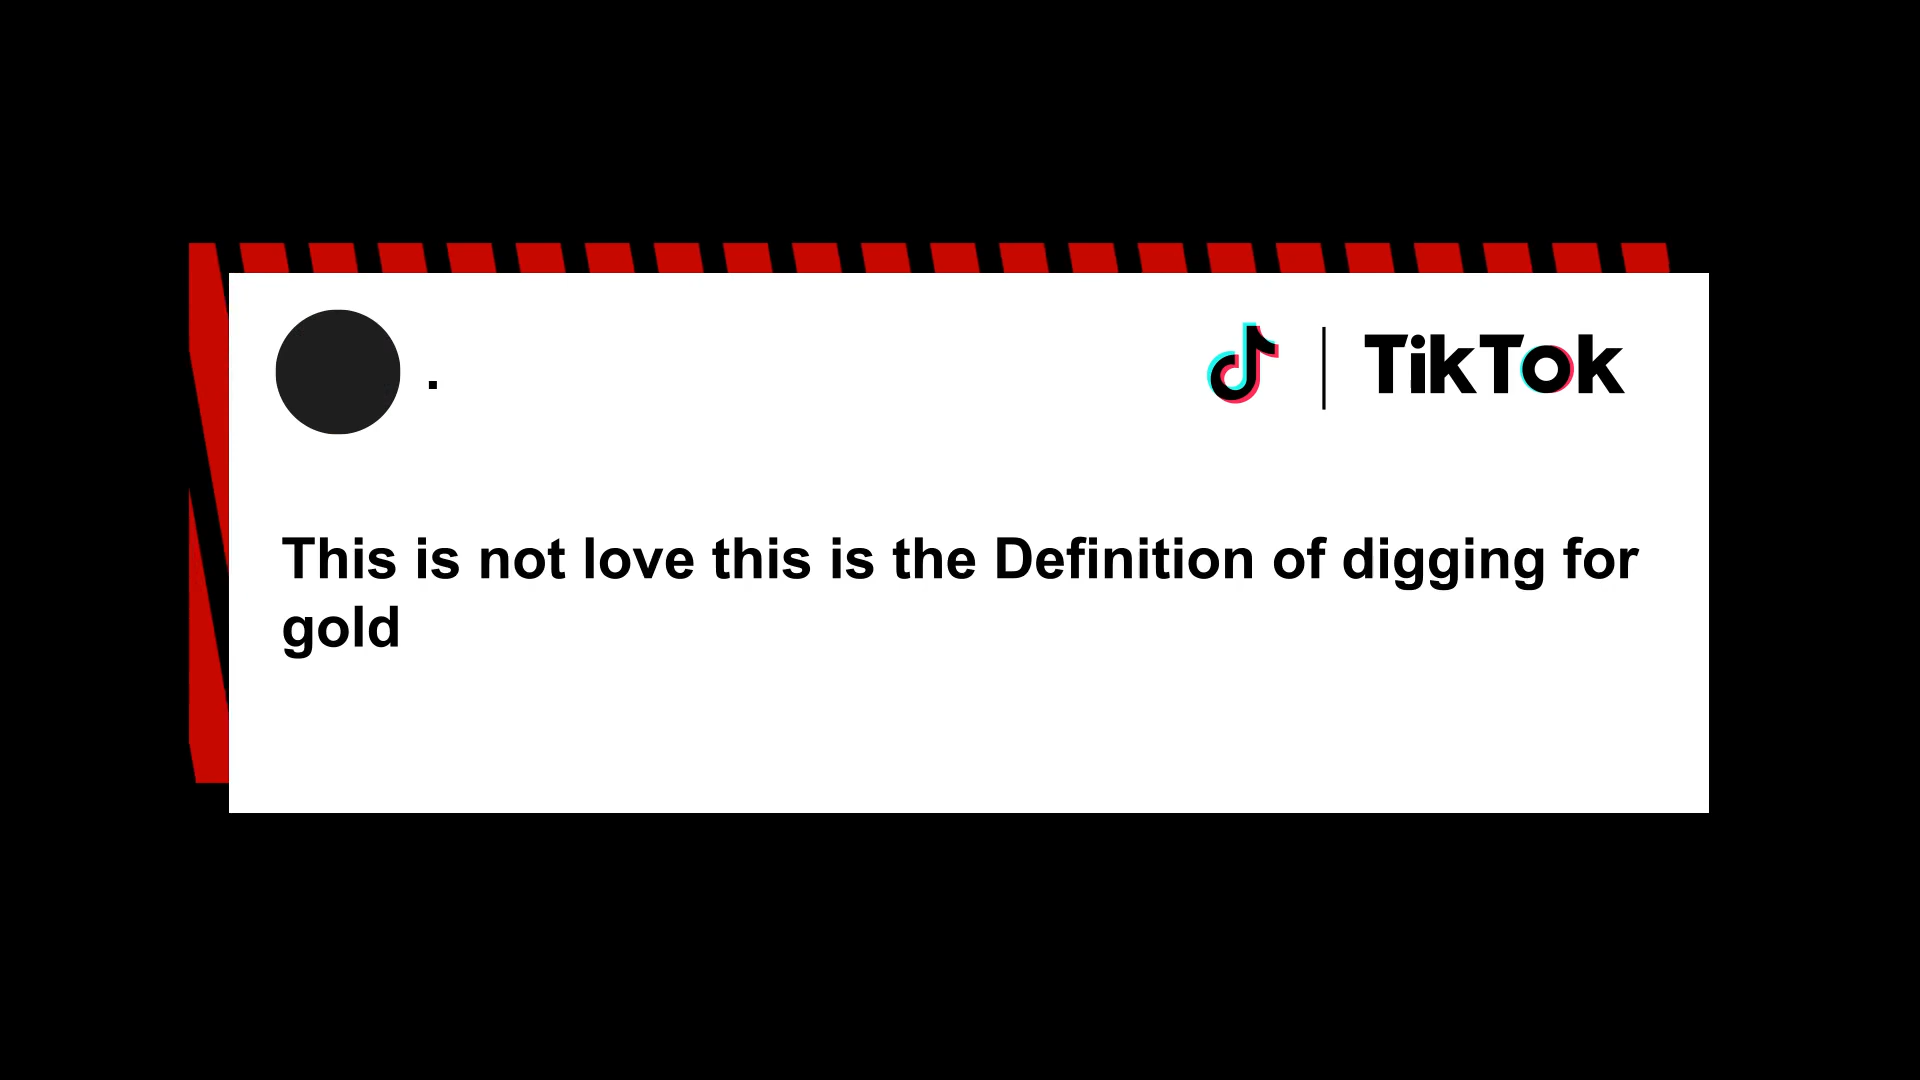 .
TikTok
This is not love this is the Definition of digging for
gold